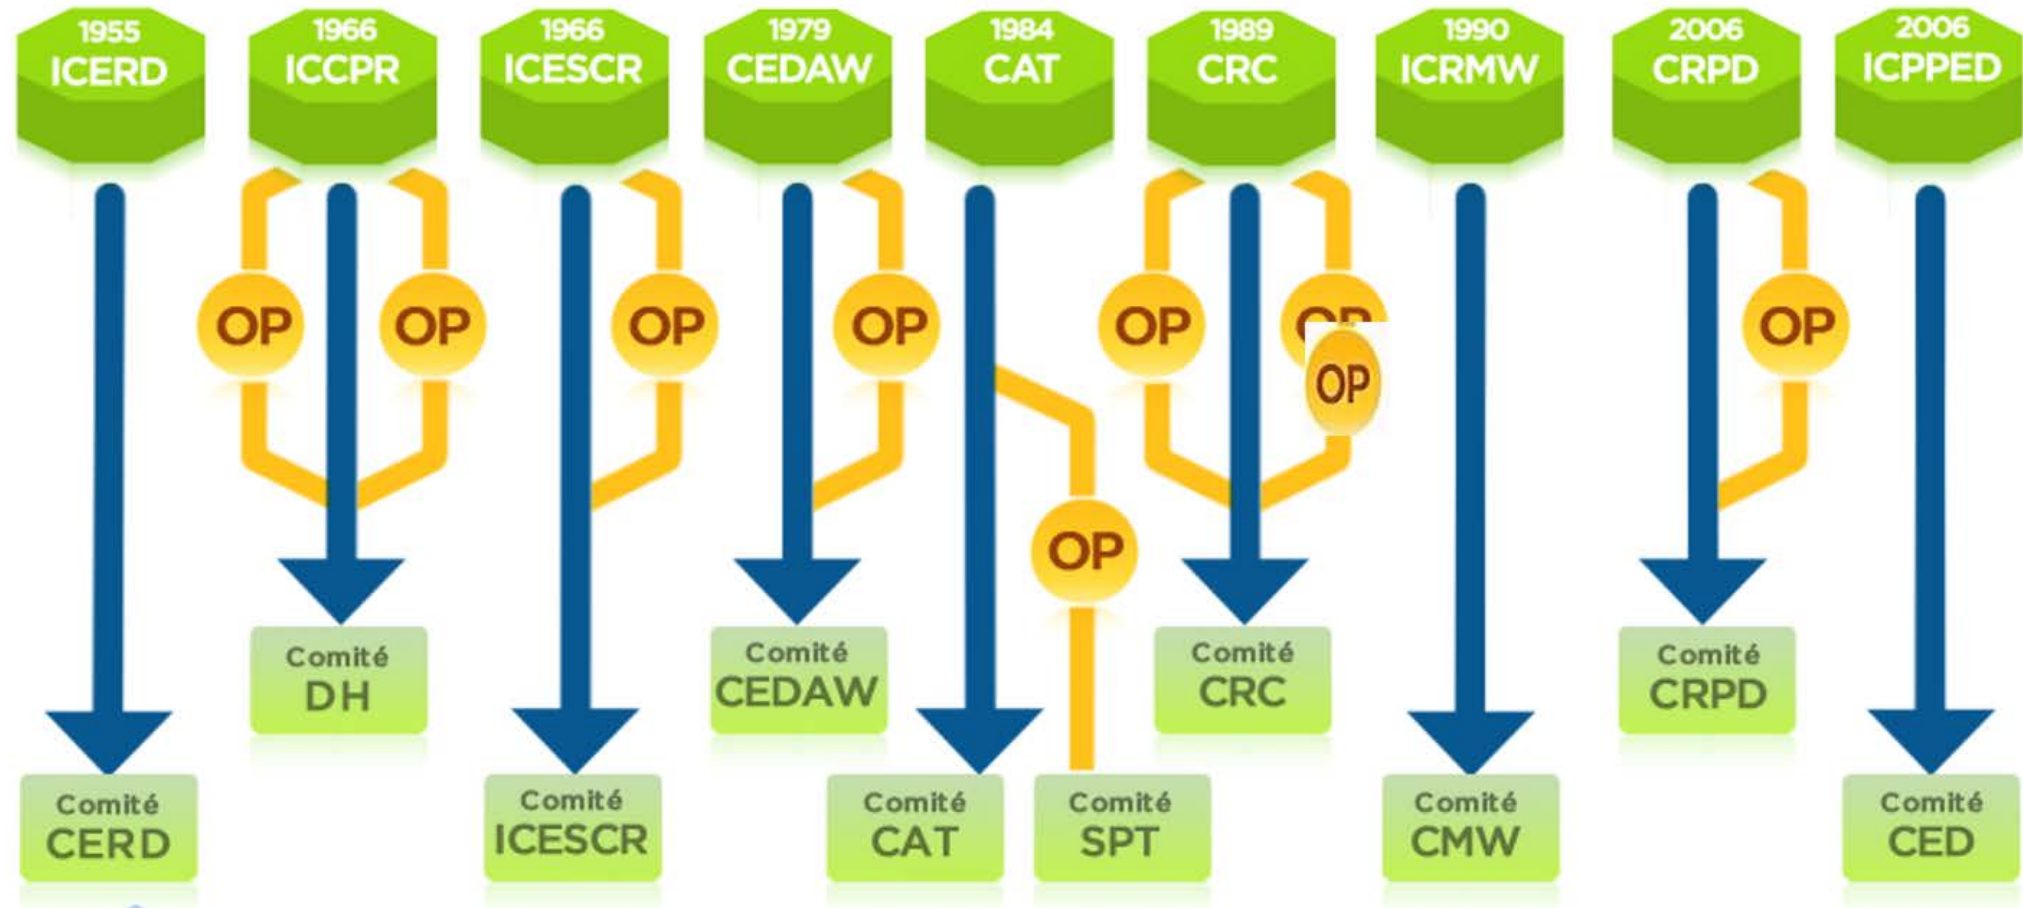 1955
ICERD
1966
ICCPR
1966
ICESCR
1979
CEDAW
1984
CAT
1989
CRC
1990
ICRMW
2006
CRPD
2006
ICPPED
OP
OP
OP
OP
OP
OP
OP
OP
OP
Comité
DH
Comité
CEDAW
Comité
CRC
Comité
CRPD
Comité
CERD
Comité
ICESCR
Comité
CAT
Comité
SPT
Comité
CMW
Comité
CED